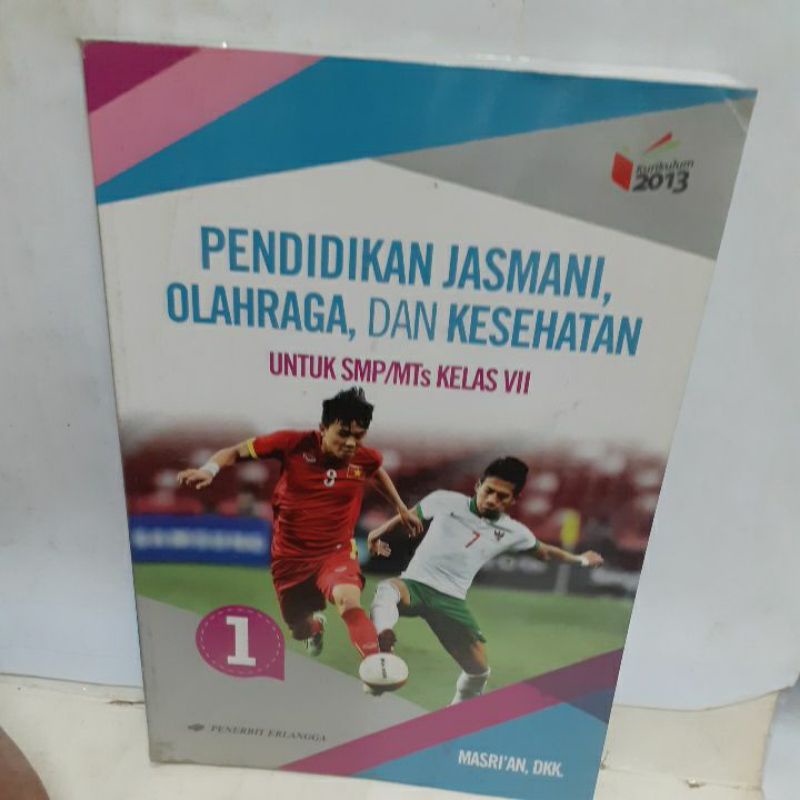 Kurikulum
2013
PENDIDIKAN JASMANI,
OLAHRAGA, DAN KESEHATAN
UNTUK SMP/MTs KELAS VII
9
7
SAMSUNG
1
PENERBIT ERLANGGA
MASRI'AN, DKK.